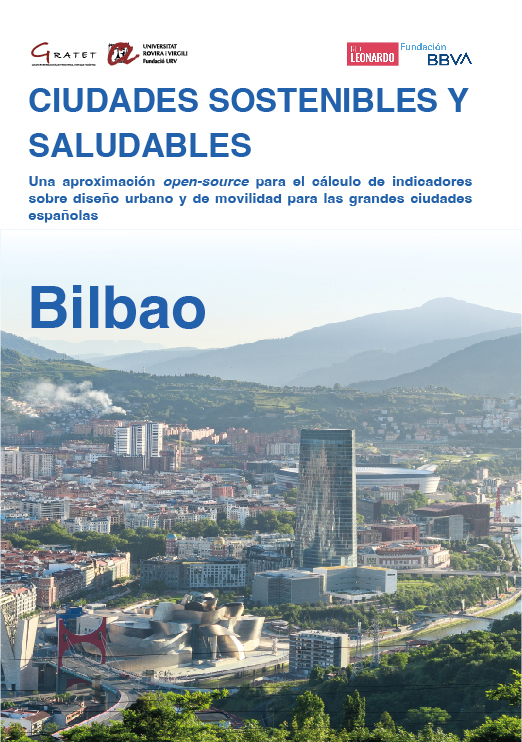 GRATET
UNIVERSITAT
ROVIRA i VIRGILI
Fundació URV
LEONARDO
Fundación
BBVA
CIUDADES SOSTENIBLES Y
SALUDABLES
Una aproximación open-source para el cálculo de indicadores
sobre diseño urbano y de movilidad para las grandes ciudades
españolas
Bilbao